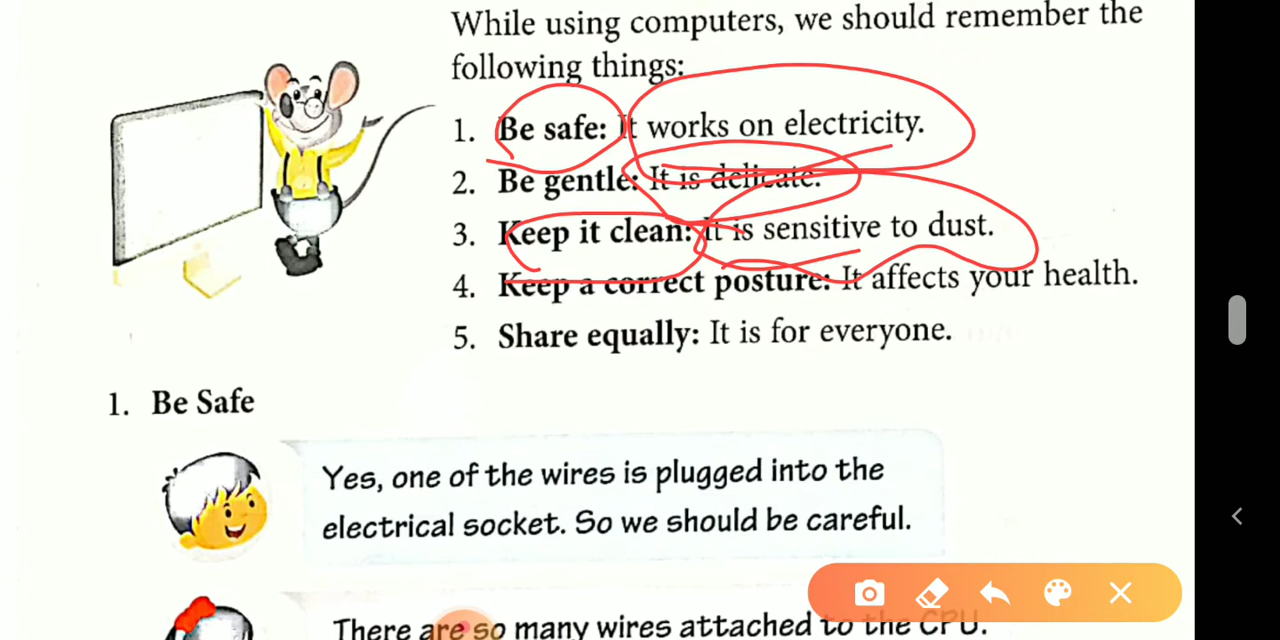 While using computers, we should remember the
following things:
1. Be safe: It works on electricity.
2. Be gentle: It is delicate.
3. Keep it clean: It is sensitive to dust.
4. Keep a correct posture: It affects your health.
5. Share equally: It is for everyone.
1. Be Safe
Yes, one of the wires is plugged into the
electrical socket. So we should be careful.
There are so many wires attached to the CPU.